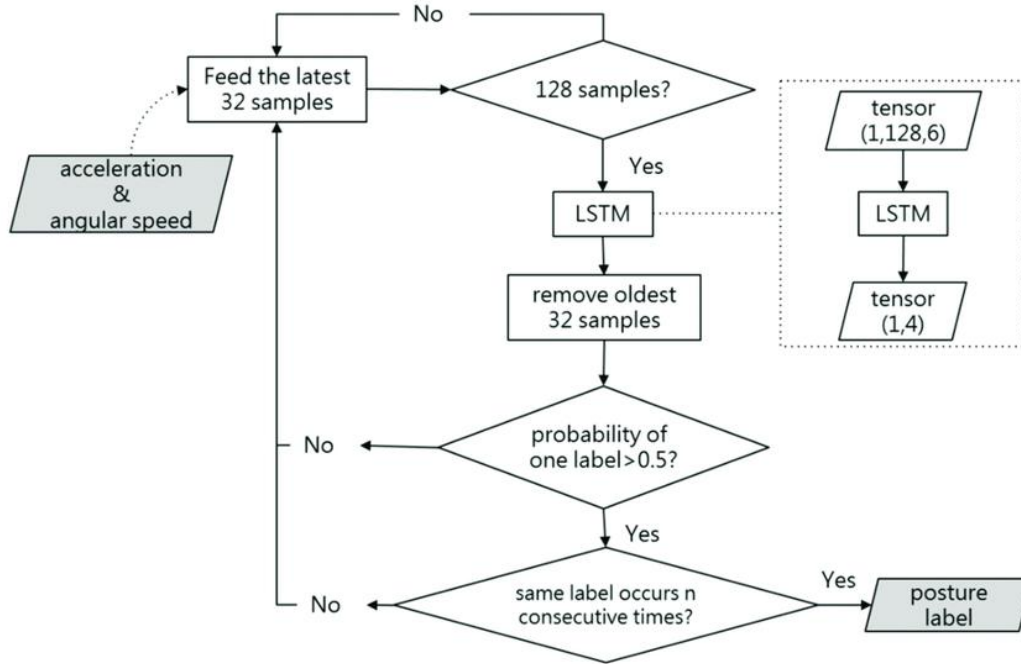 No
Feed the latest
32 samples
128 samples?
Yes
acceleration
&
angular speed
LSTM
tensor
(1,128,6)
LSTM
tensor
(1,4)
remove oldest
32 samples
probability of
one label>0.5?
No
Yes
same label occurs n
consecutive times?
No
Yes
posture
label